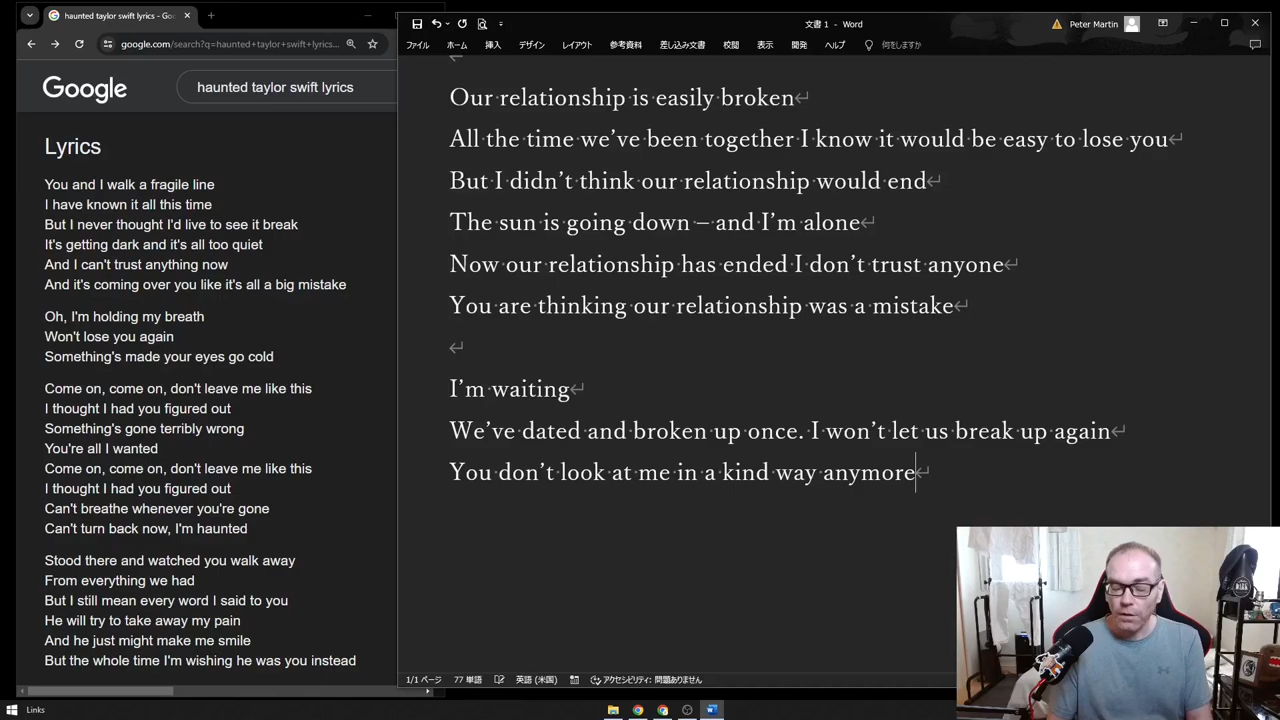 haunted taylor swift lyrics - Goo
google.com/search?q=haunted+taylor+swift+lyrics...
Google
haunted taylor swift lyrics
Lyrics
You and I walk a fragile line
I have known it all this time
But I never thought I'd live to see it break
It's getting dark and it's all too quiet
And I can't trust anything now
And it's coming over you like it's all a big mistake
Oh, I'm holding my breath
Won't lose you again
Something's made your eyes go cold
Come on, come on, don't leave me like this
I thought I had you figured out
Something's gone terribly wrong
You're all I wanted
Come on, come on, don't leave me like this
I thought I had you figured out
Can't breathe whenever you're gone
Can't turn back now, I'm haunted
Stood there and watched you walk away
From everything we had
But I still mean every word I said to you
He will try to take away my pain
And he just might make me smile
But the whole time I'm wishing he was you instead
文書 1 - Word
Peter Martin
ファイル ホーム 挿入 デザイン レイアウト 参考資料 差し込み文書 校閲 表示 開発 ヘルプ 何をしますか
Our relationship is easily broken
All the time we've been together I know it would be easy to lose you
But I didn't think our relationship would end
The sun is going down – and I'm alone
Now our relationship has ended I don't trust anyone
You are thinking our relationship was a mistake
I'm waiting
We've dated and broken up once. I won't let us break up again
You don't look at me in a kind way anymore
1/1 ページ 77 単語 英語 (米国) アクセシビリティ: 問題ありません
Links